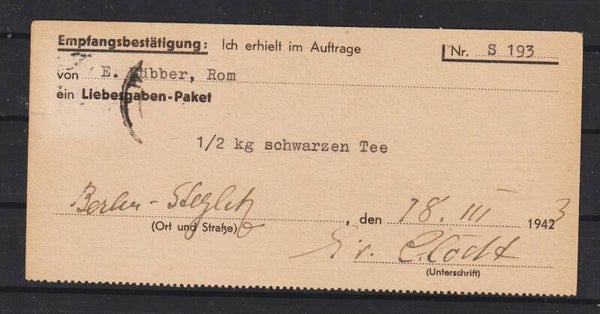 Empfangsbestätigung: Ich erhielt im Auftrage
Nr. S 193
von E. Lübber, Rom
ein Liebesgaben-Paket
1/2 kg schwarzen Tee
Berlin-Steglitz, den 18. III 1943
(Ort und Straße)
(Unterschrift)